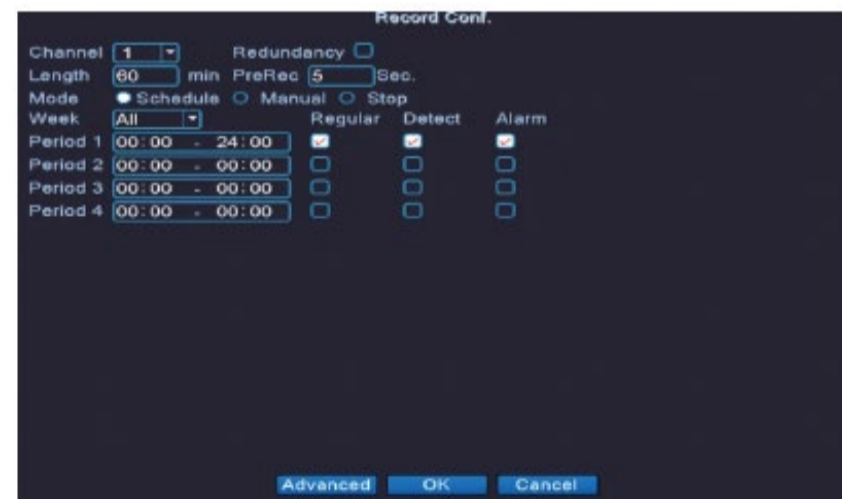 Record Conf.
Channel 1 Redundancy
Length 60 min PreRec 5 Sec.
Mode Schedule Manual Stop
Week All Regular Detect Alarm
Period 1 00:00 - 24:00
Period 2 00:00 - 00:00
Period 3 00:00 - 00:00
Period 4 00:00 - 00:00
Advanced OK Cancel